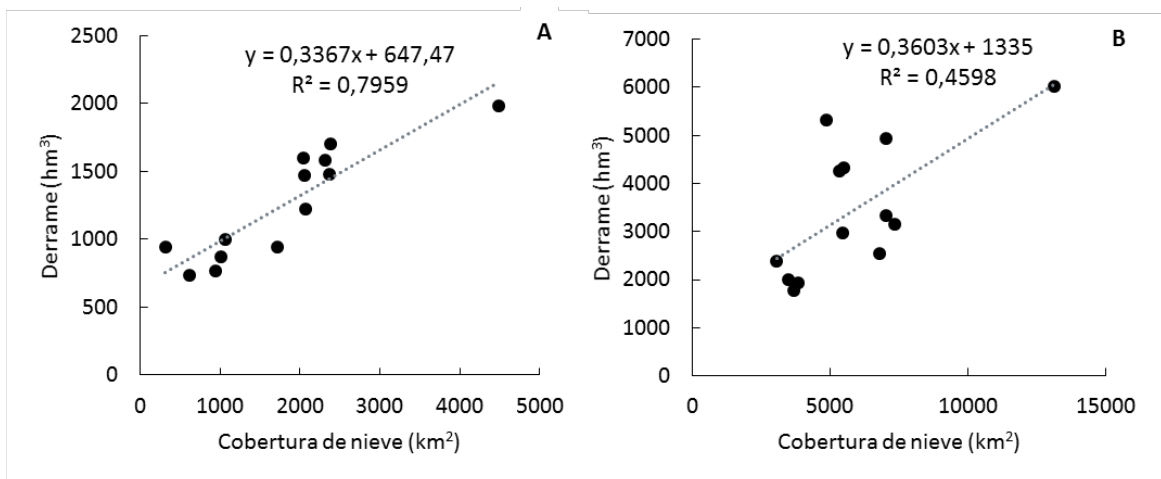 A
y = 0,3367x + 647,47
R² = 0,7959
2500
2000
1500
1000
500
0
Derrame (hm³)
0 1000 2000 3000 4000 5000
Cobertura de nieve (km²)
B
y = 0,3603x + 1335
R² = 0,4598
7000
6000
5000
4000
3000
2000
1000
0
Derrame (hm³)
0 5000 10000 15000
Cobertura de nieve (km²)